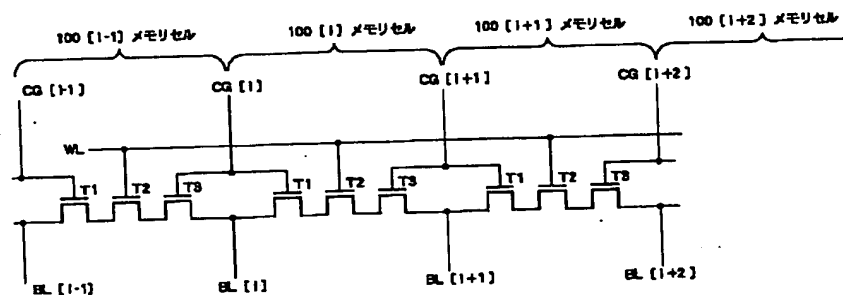 100 [i-1] メモリセル 100 [i] メモリセル 100 [i+1] メモリセル 100 [i+2] メモリセル
CG [i-1] CG [i] CG [i+1] CG [i+2]
WL
T1 T2 T3 T1 T2 T3 T1 T2 T3
BL [i-1] BL [i] BL [i+1] BL [i+2]